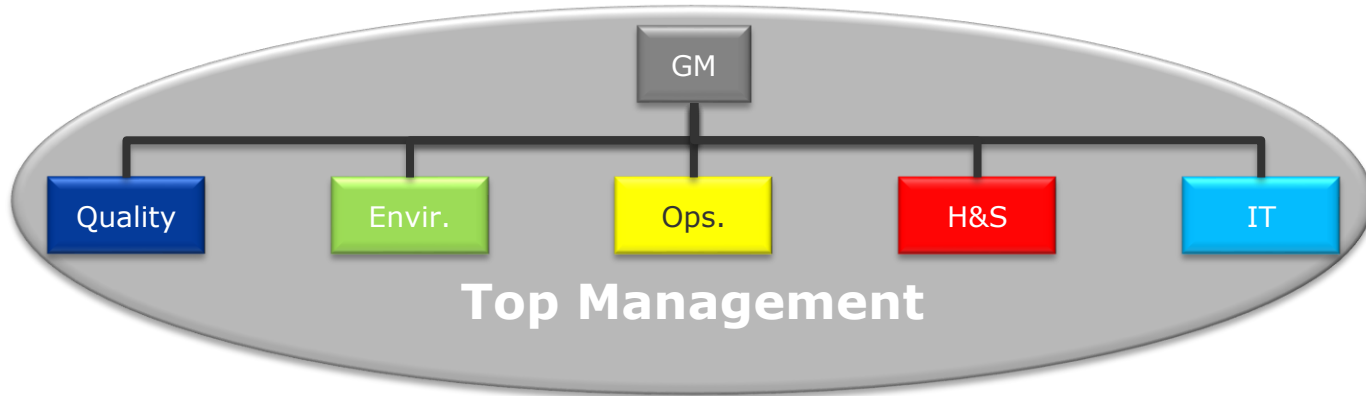 GM
Quality
Envir.
Ops.
H&S
IT
Top Management